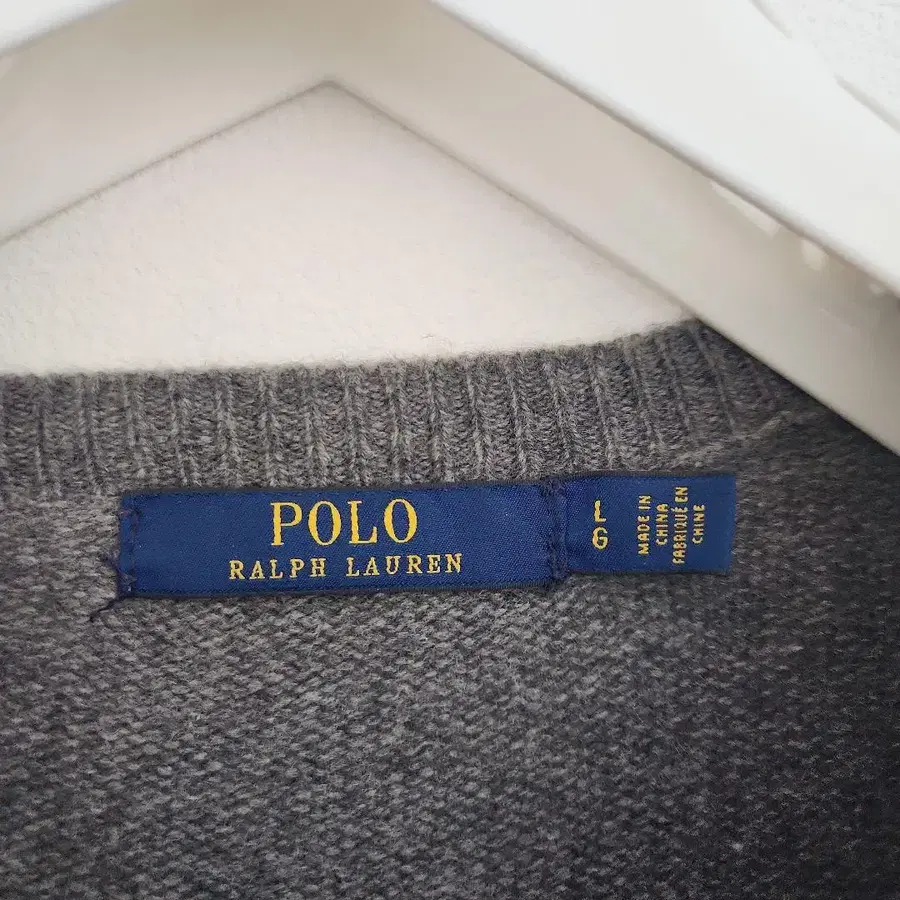 POLO
RALPH LAUREN
L
G
MADE IN
CHINA
FABRIQUÉ EN
CHINE